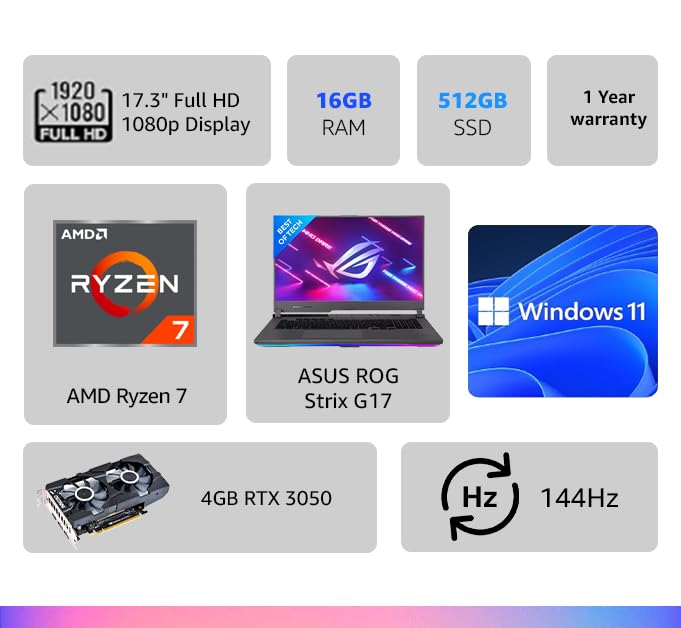 1920
×1080
FULL HD
17.3" Full HD
1080p Display
16GB
RAM
512GB
SSD
1 Year
warranty
AMD
RYZEN
7
AMD Ryzen 7
BEST
OF TECH
ASUS ROG
Strix G17
Windows 11
4GB RTX 3050
Hz
144Hz